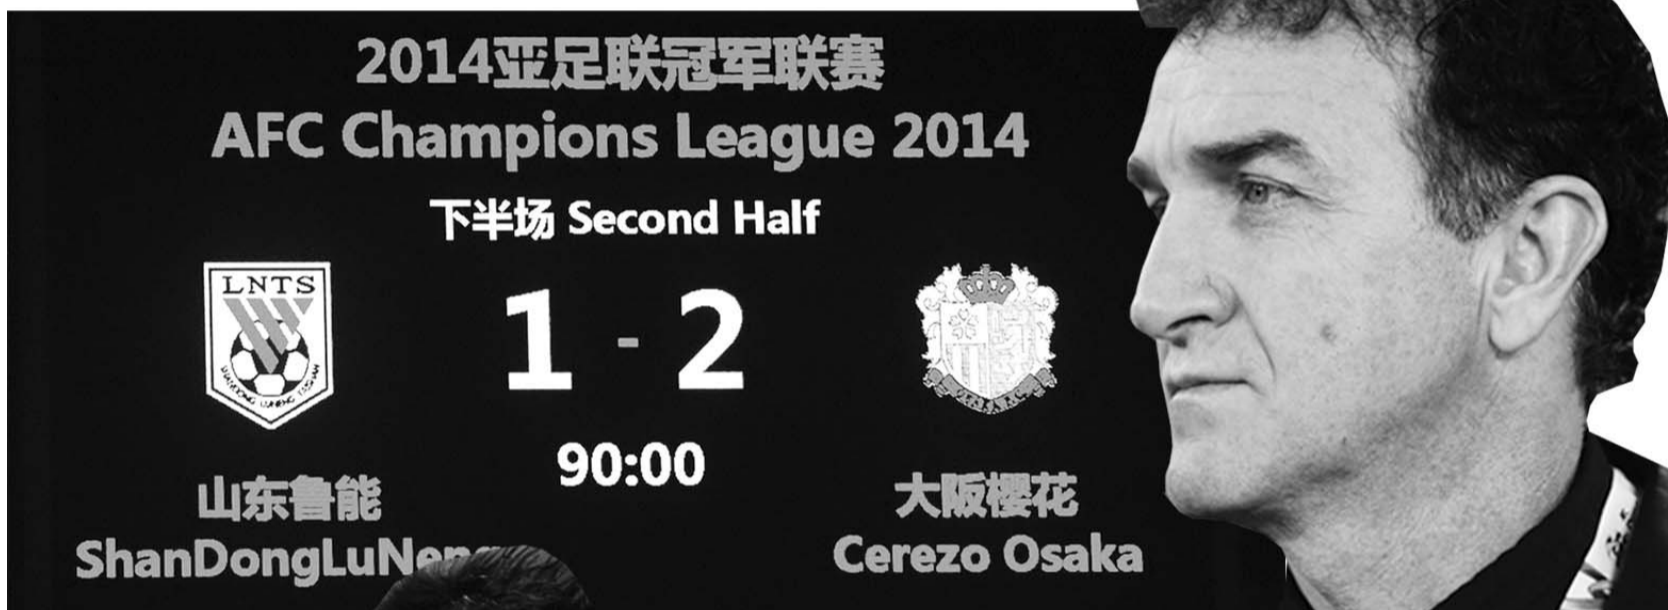 2014亚足联冠军联赛
AFC Champions League 2014
下半场 Second Half
LNTS
1 - 2
90:00
山东鲁能
大阪樱花
ShanDongLuNeng
Cerezo Osaka